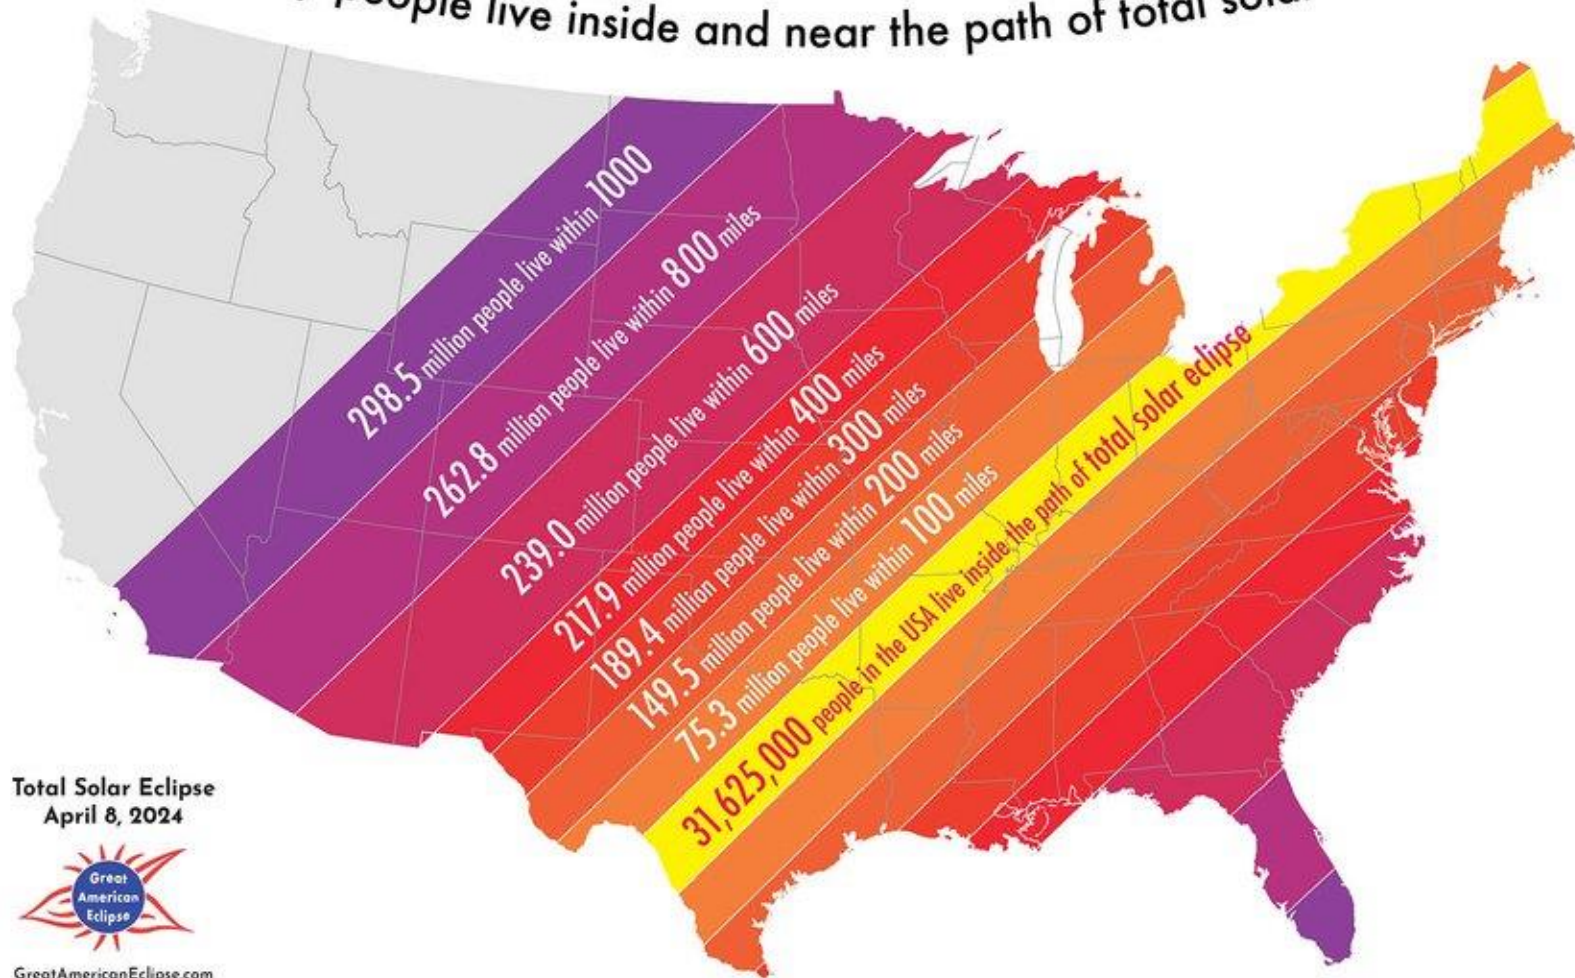 people live inside and near the path of total
298.5 million people live within 1000
262.8 million people live within 800 miles
239.0 million people live within 600 miles
217.9 million people live within 400 miles
189.4 million people live within 300 miles
149.5 million people live within 200 miles
75.3 million people live within 100 miles
31,625,000 people in the USA live inside the path of total solar eclipse
Total Solar Eclipse
April 8, 2024
Great
American
Eclipse
GreatAmericanEclipse.com